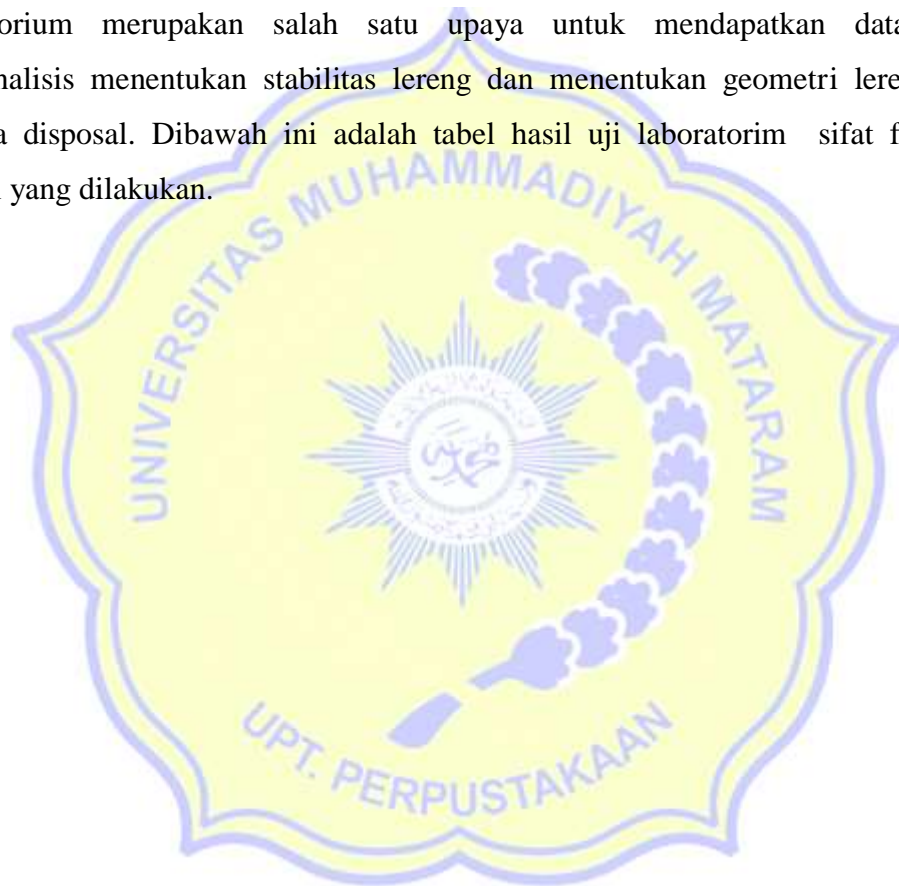 orium merupakan salah satu upaya untuk mendapatkan data
nalisis menentukan stabilitas lereng dan menentukan geometri lere
a disposal. Dibawah ini adalah tabel hasil uji laboratorim sifat f
yang dilakukan.
UNIVERSITAS MUHAMMADIYAH MATARAM
UPT. PERPUSTAKAAN